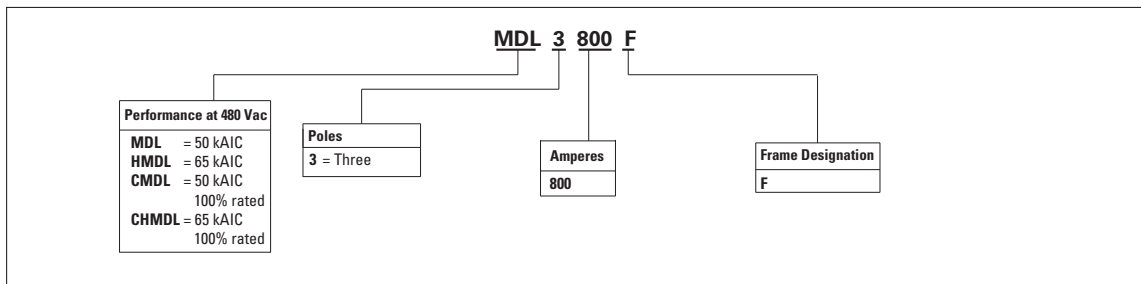 MDL 3 800 F
Performance at 480 Vac
MDL = 50 kAIC
HMDL = 65 kAIC
CMDL = 50 kAIC
100% rated
CHMDL = 65 kAIC
100% rated
Poles
3 = Three
Amperes
800
Frame Designation
F